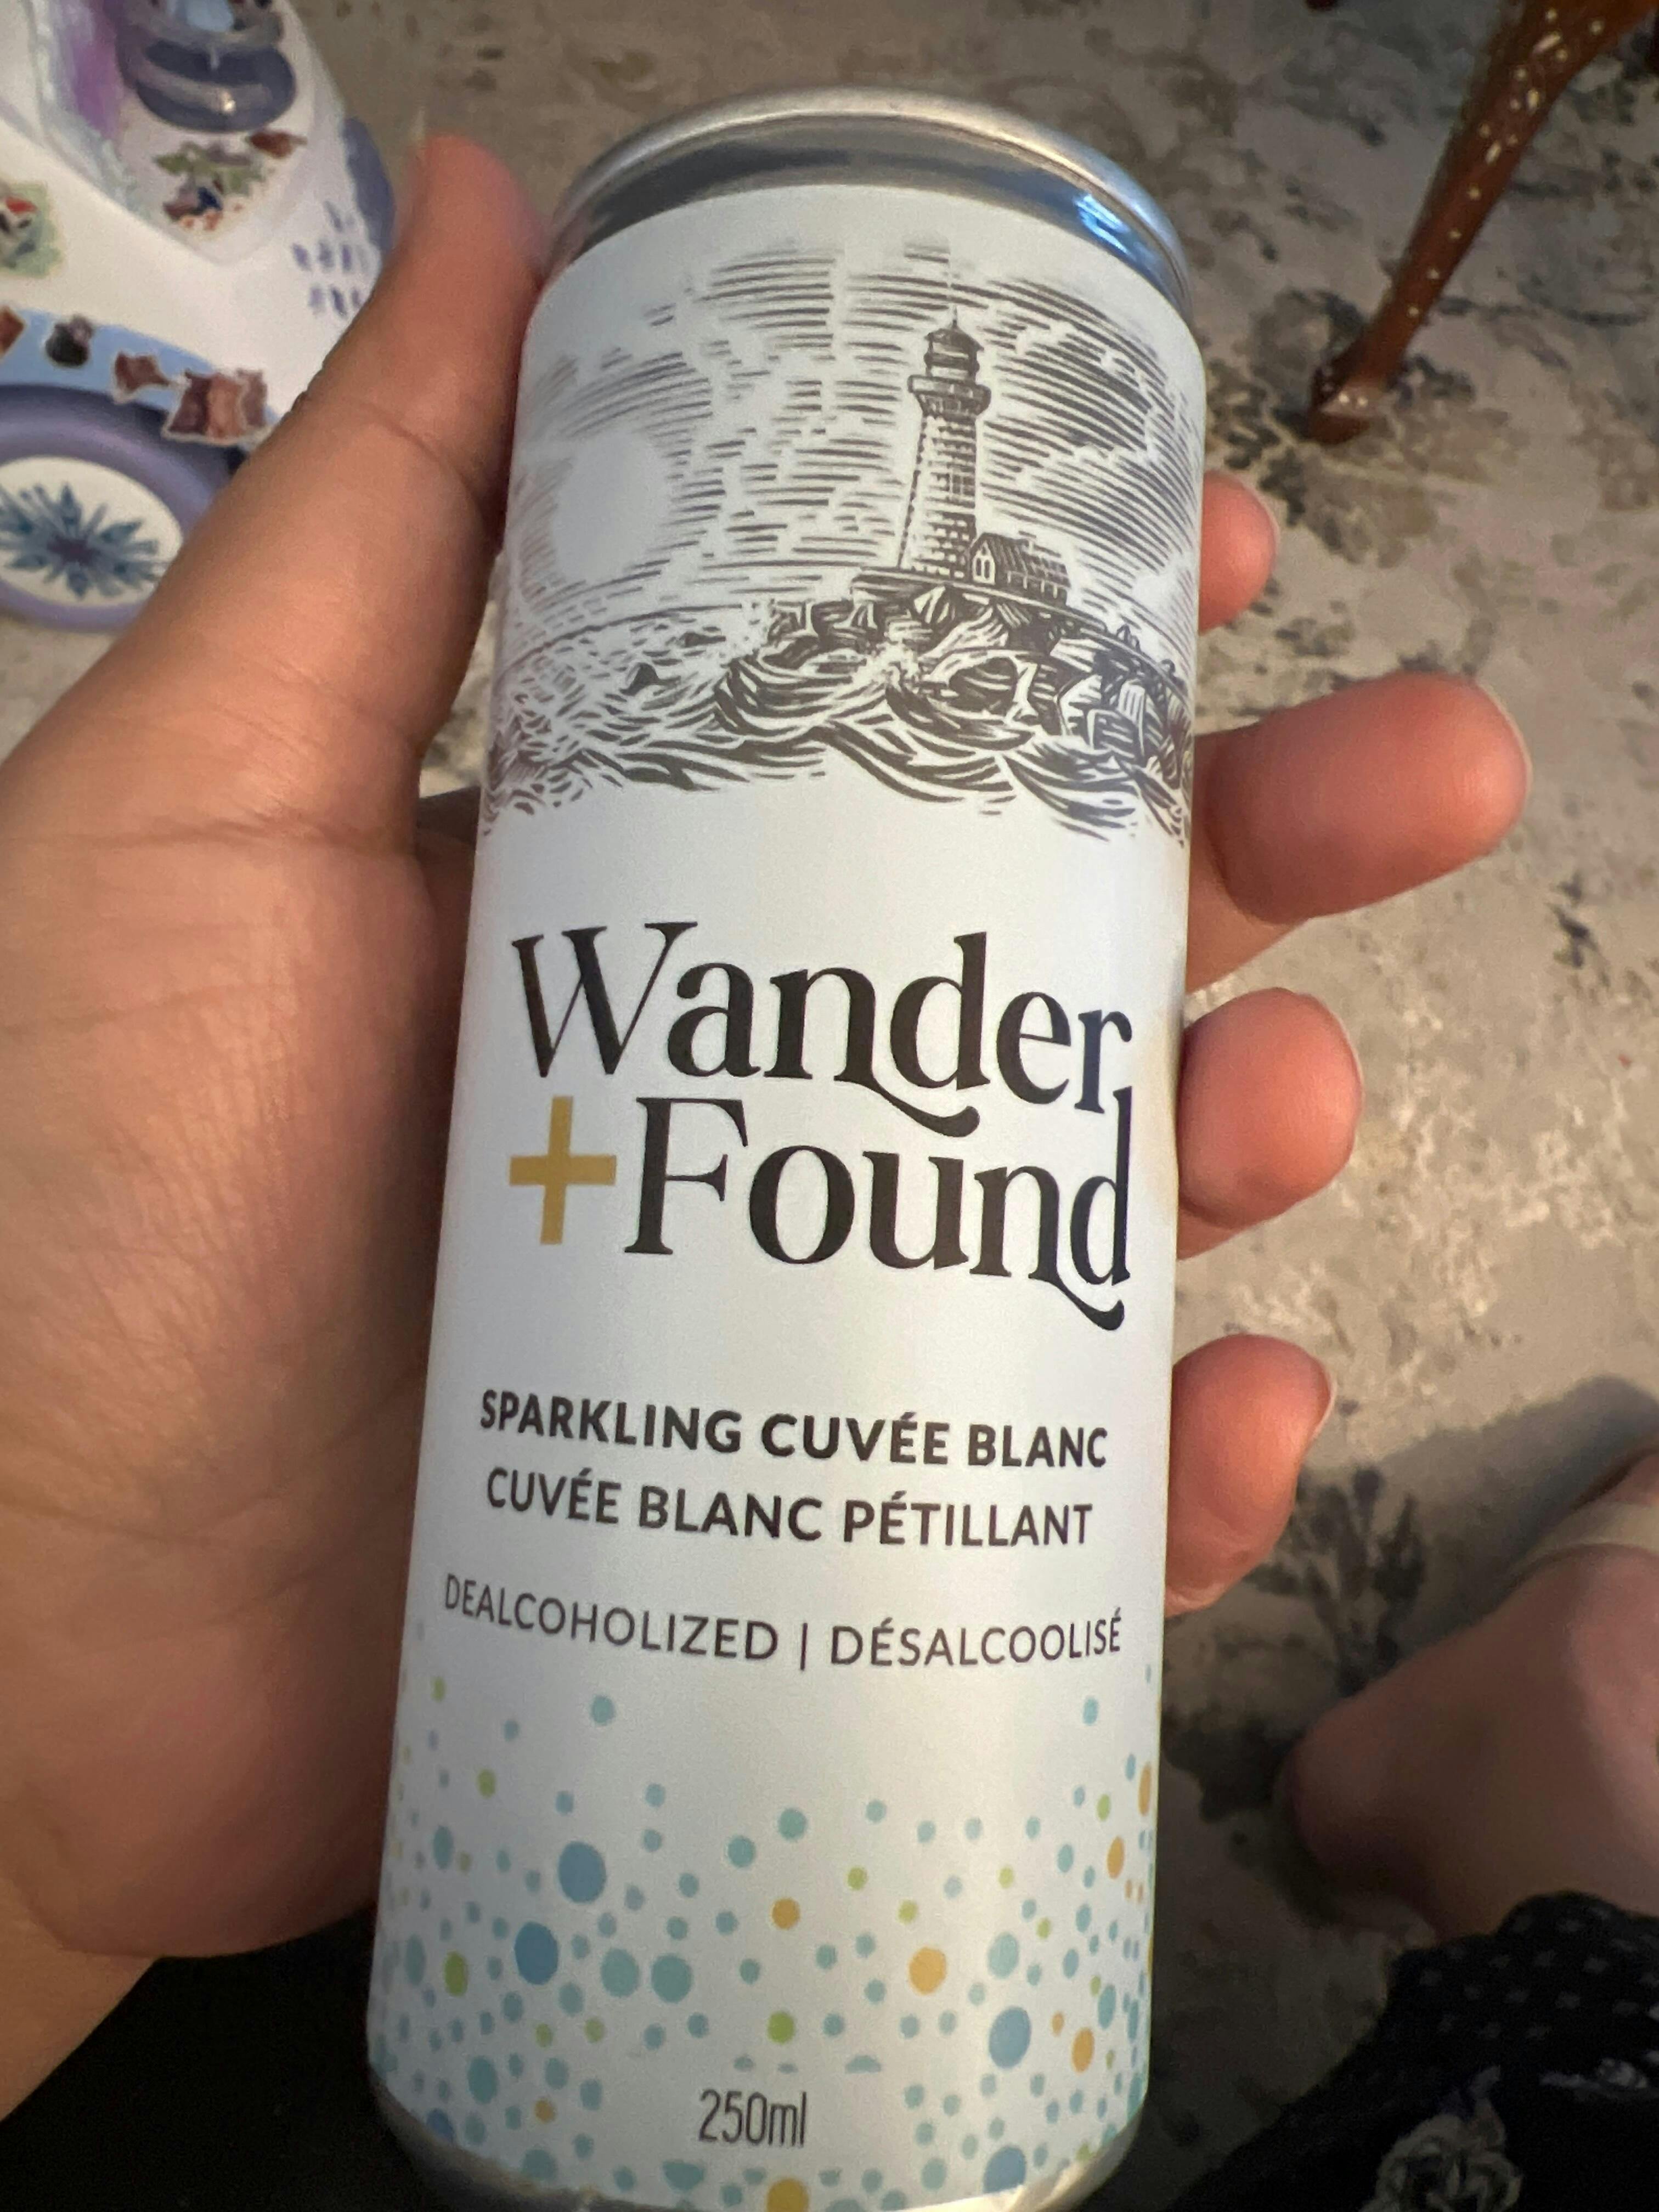 Wander
+Found
SPARKLING CUVÉE BLANC
CUVÉE BLANC PÉTILLANT
DEALCOHOLIZED | DÉSALCOOLISÉ
250ml